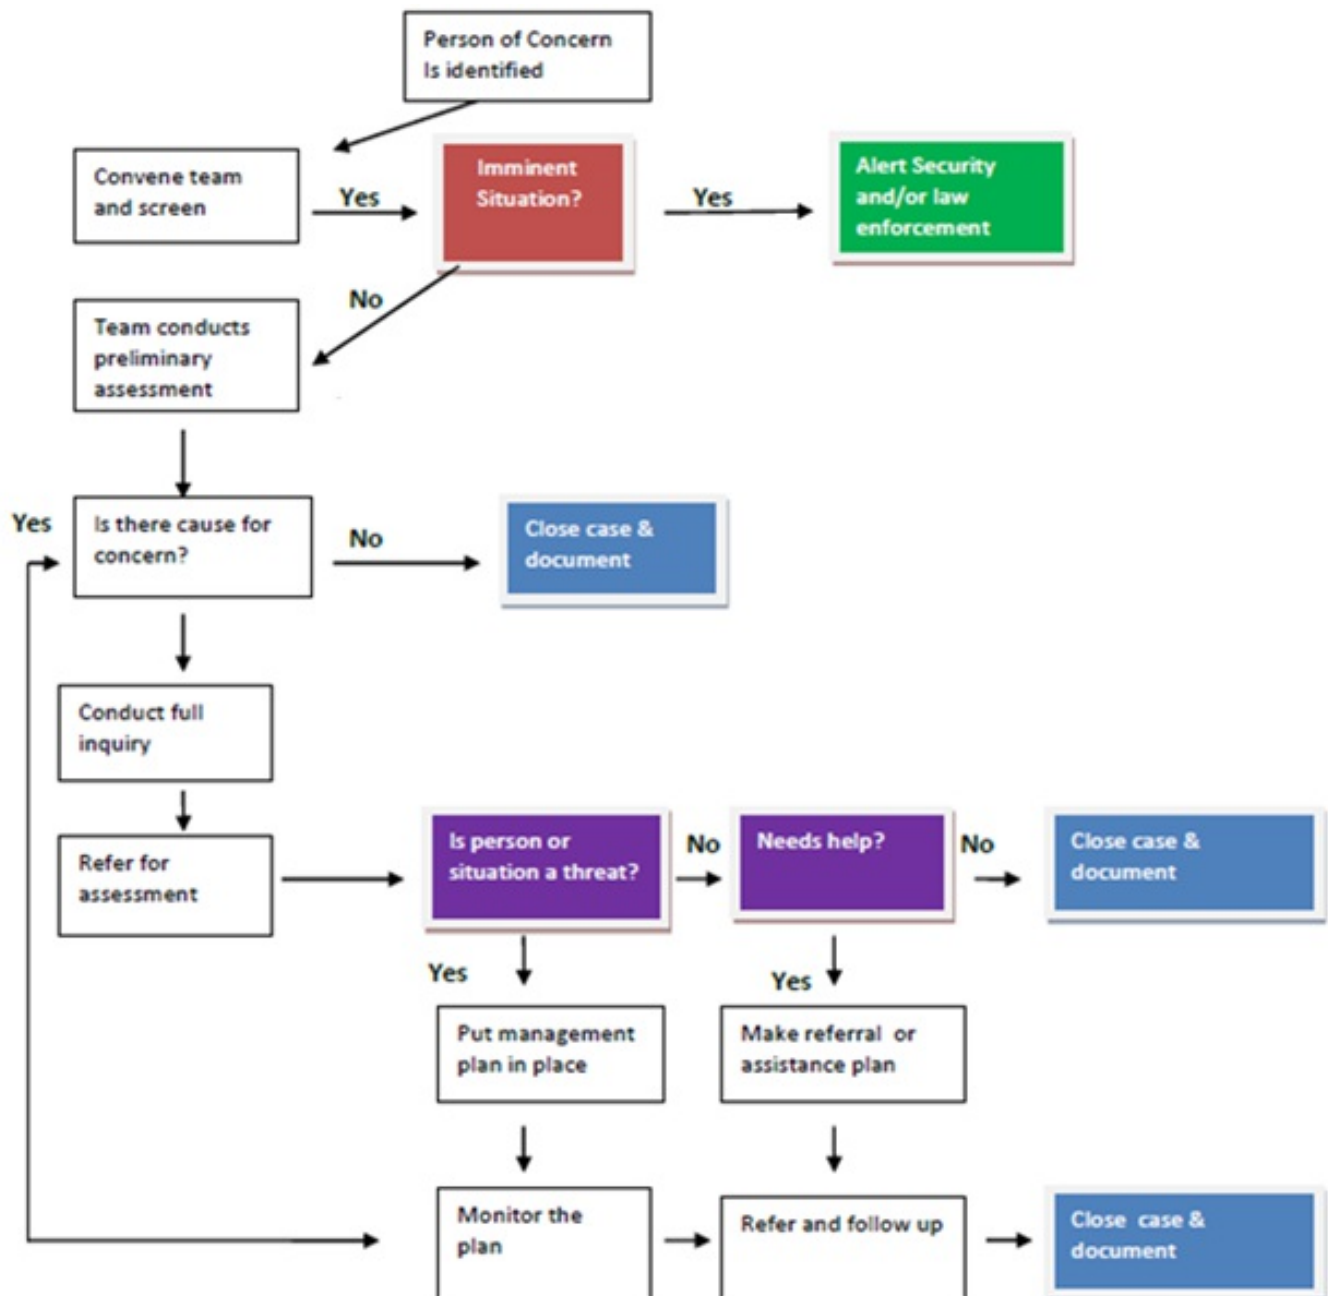 Person of Concern
Is identified
Convene team
and screen
Yes
Imminent
Situation?
Yes
Alert Security
and/or law
enforcement
No
Team conducts
preliminary
assessment
Yes
Is there cause for
concern?
No
Close case &
document
Conduct full
inquiry
Refer for
assessment
Is person or
situation a threat?
No
Needs help?
No
Close case &
document
Yes
Yes
Put management
plan in place
Make referral or
assistance plan
Monitor the
plan
Refer and follow up
Close case &
document